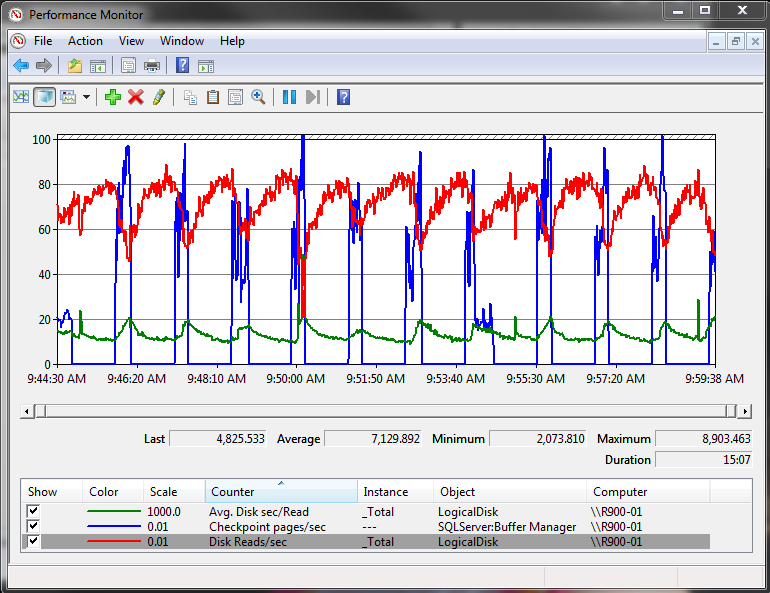 Performance Monitor
File Action View Window Help
100
80
60
40
20
0
9:44:30 AM 9:46:20 AM 9:48:10 AM 9:50:00 AM 9:51:50 AM 9:53:40 AM 9:55:30 AM 9:57:20 AM 9:59:38 AM
Last 4,825.533 Average 7,129.892 Minimum 2,073.810 Maximum 8,903.463
Duration 15:07
Show Color Scale Counter Instance Object Computer
1000.0 Avg. Disk sec/Read _Total LogicalDisk \\R900-01
0.01 Checkpoint pages/sec --- SQLServer:Buffer Manager \\R900-01
0.01 Disk Reads/sec _Total LogicalDisk \\R900-01